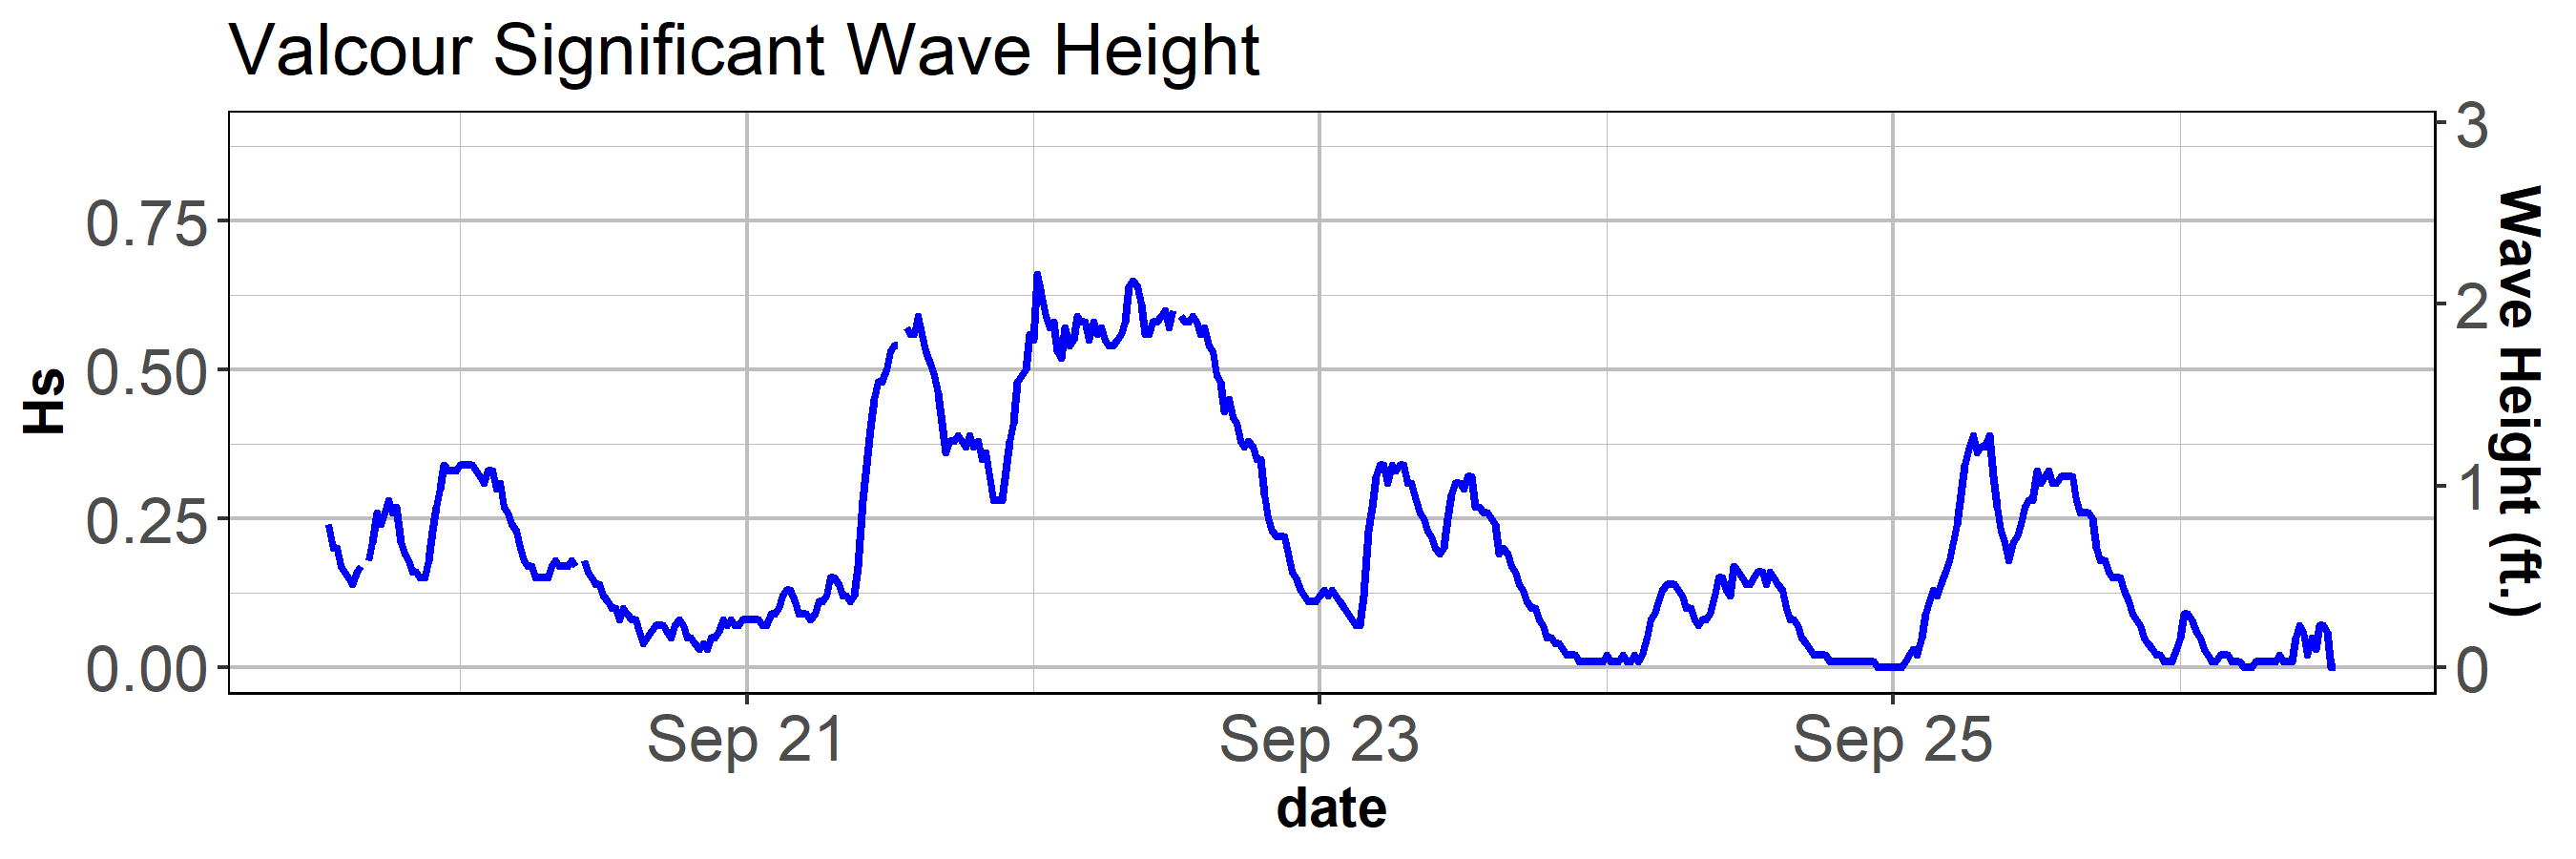 Valcour Significant Wave Height
3
0.75
2
0.50
0.25
1
0.00
0
Hs
Wave Height (ft.)
Sep 21
Sep 23
Sep 25
date